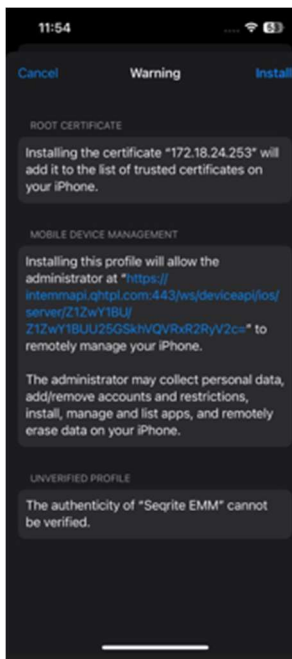 11:54
Cancel Warning Install
ROOT CERTIFICATE
Installing the certificate "172.18.24.253" will
add it to the list of trusted certificates on
your iPhone.
MOBILE DEVICE MANAGEMENT
Installing this profile will allow the
administrator at "https://
intemmapi.qhtpl.com:443/ws/deviceapi/ios/
server/Z1ZwY1BU/
Z1ZwY1BUU25GSkhVQVRxR2RyV2c=" to
remotely manage your iPhone.
The administrator may collect personal data,
add/remove accounts and restrictions,
install, manage and list apps, and remotely
erase data on your iPhone.
UNVERIFIED PROFILE
The authenticity of "Seqrite EMM" cannot
be verified.